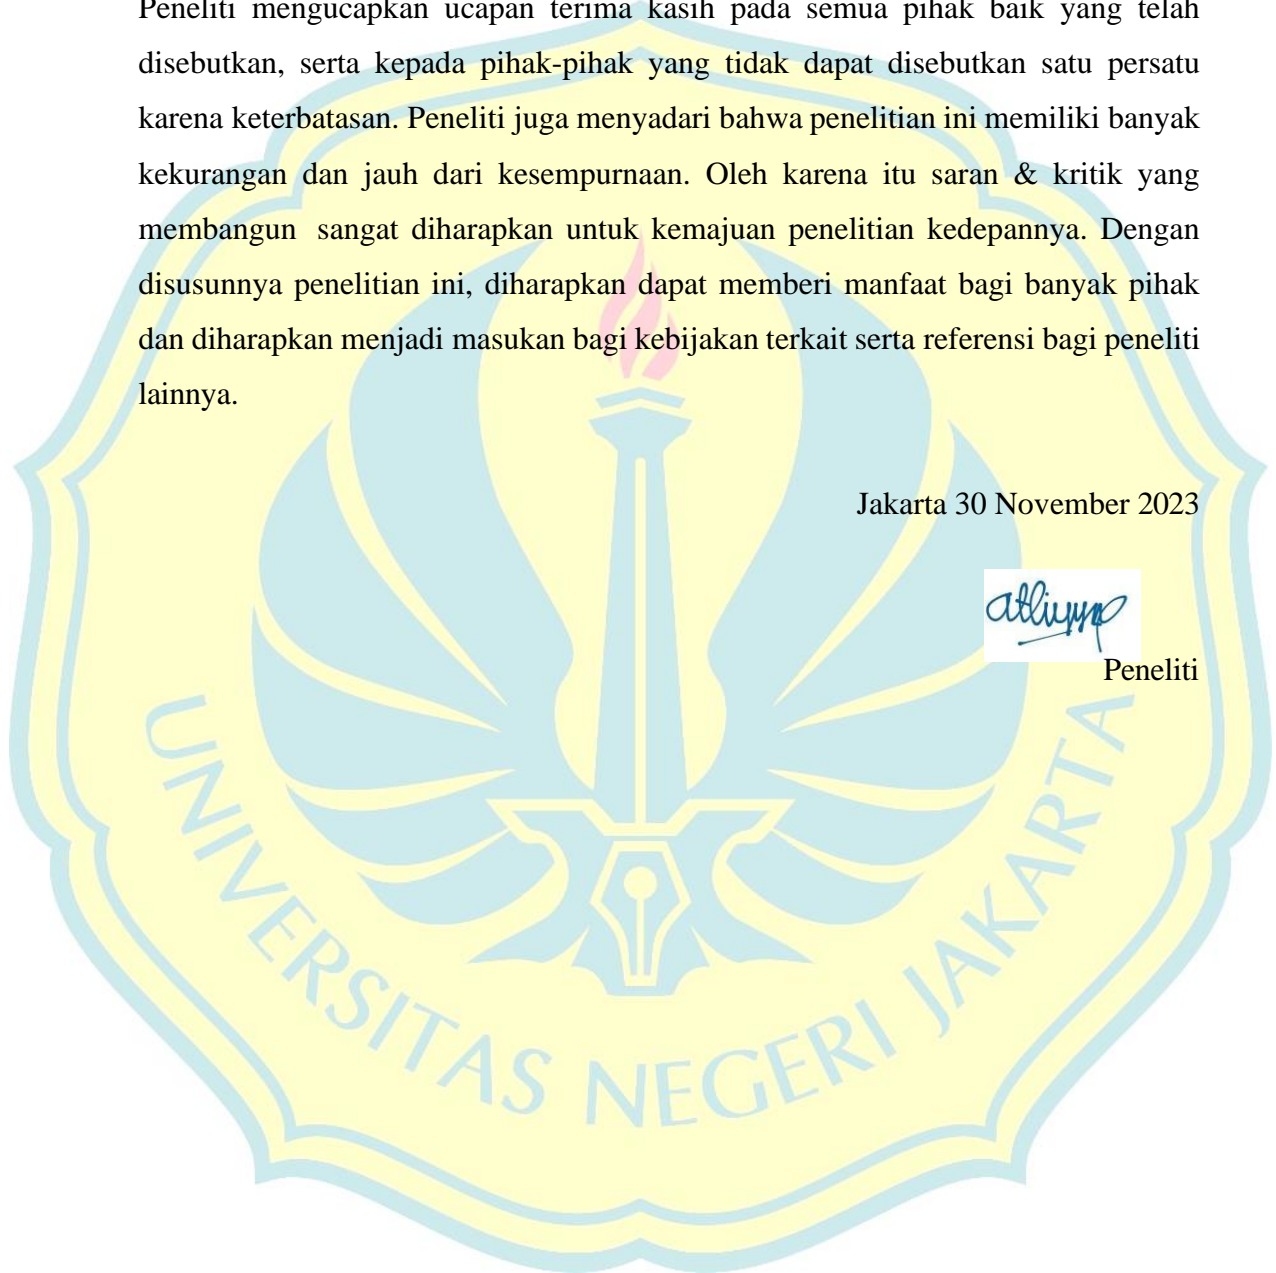 Peneliti mengucapkan ucapan terima kasih pada semua pihak baik yang telah
disebutkan, serta kepada pihak-pihak yang tidak dapat disebutkan satu persatu
karena keterbatasan. Peneliti juga menyadari bahwa penelitian ini memiliki banyak
kekurangan dan jauh dari kesempurnaan. Oleh karena itu saran & kritik yang
membangun sangat diharapkan untuk kemajuan penelitian kedepannya. Dengan
disusunnya penelitian ini, diharapkan dapat memberi manfaat bagi banyak pihak
dan diharapkan menjadi masukan bagi kebijakan terkait serta referensi bagi peneliti
lainnya.
Jakarta 30 November 2023
Peneliti
UNIVERSITAS NEGERI JAKARTA